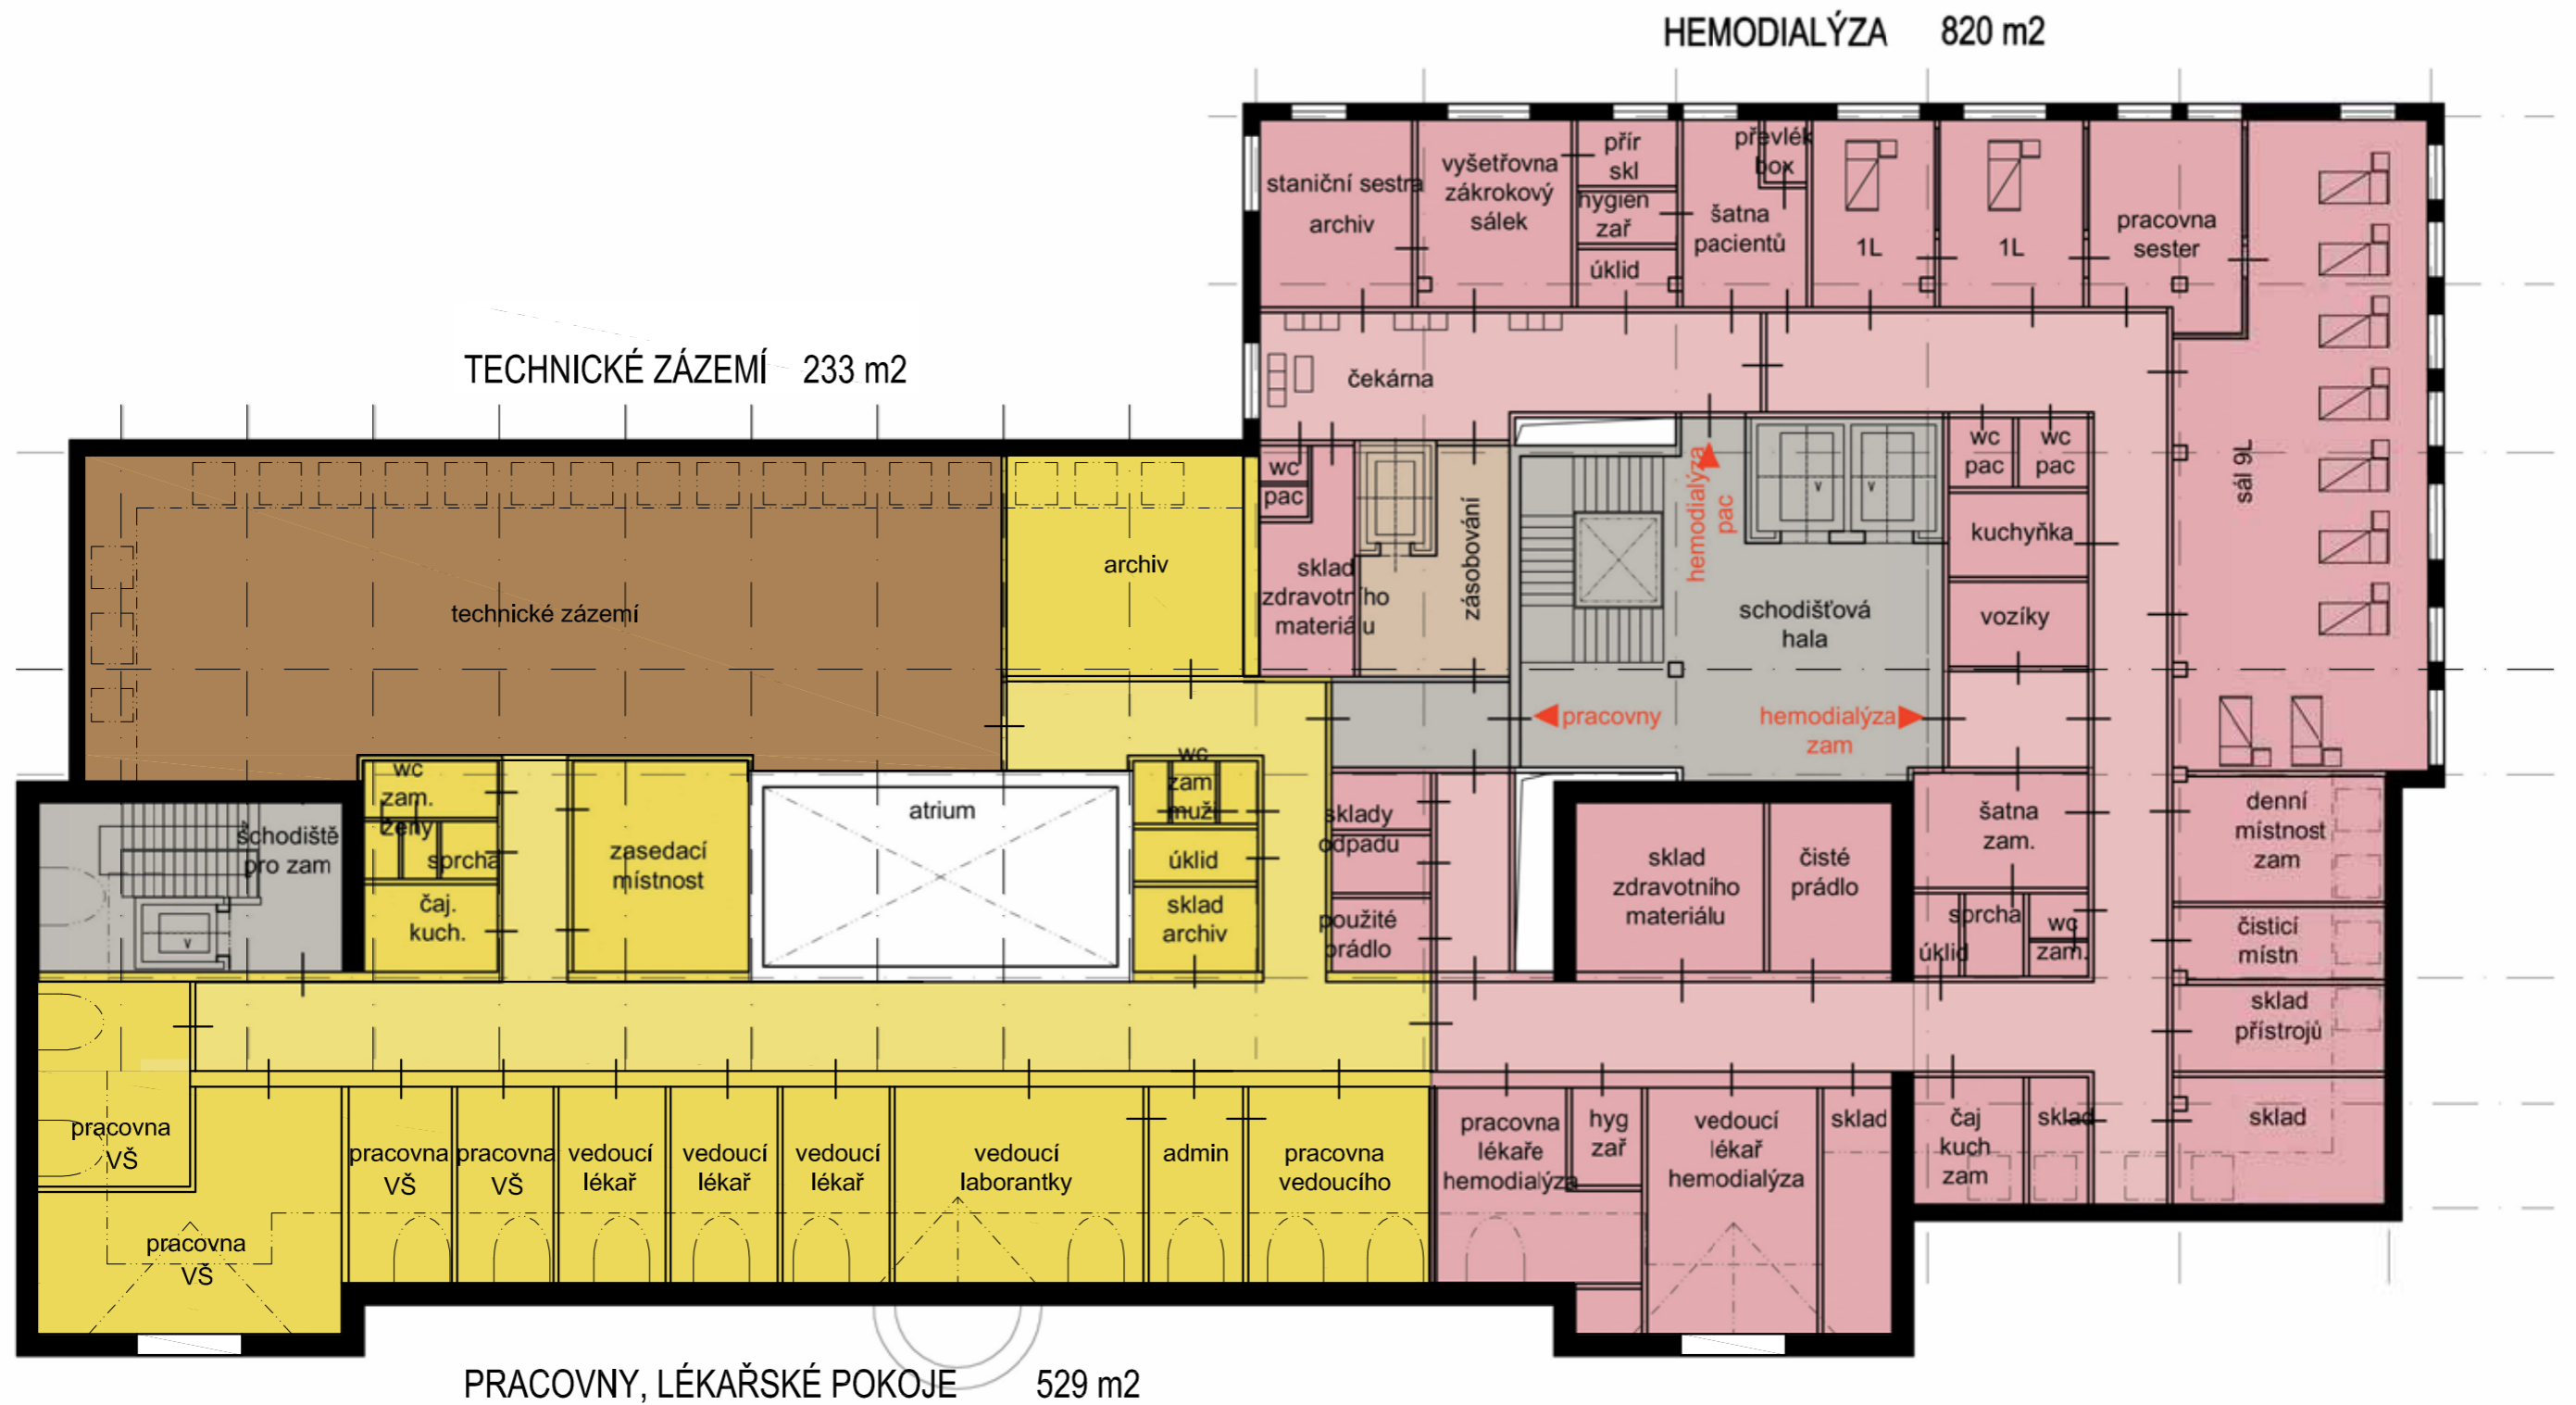 HEMODIALÝZA 820 m2
staniční sestra
archiv
vyšetřovna
zákrokový
sálek
přír
skl
hygien
zař
úklid
převlék
box
šatna
pacientů
1L
1L
pracovna
sester
sál 9L
TECHNICKÉ ZÁZEMÍ 233 m2
čekárna
wc
pac
sklad
zdravotního
materiálu
zásobování
hemodialýza
pac
schodišťová
hala
pracovny
hemodialýza
zam
wc
pac
wc
pac
kuchyňka
vozíky
technické zázemí
archiv
schodiště
pro zam
wc
zam.
ženy
sprcha
čaj.
kuch.
zasedací
místnost
atrium
wc
zam
muži
úklid
sklad
archiv
sklady
odpadu
použité
prádlo
sklad
zdravotního
materiálu
čisté
prádlo
šatna
zam.
sprcha
úklid
wc
zam.
denní
místnost
zam
čisticí
místn
sklad
přístrojů
sklad
pracovna
VŠ
pracovna
VŠ
pracovna
VŠ
pracovna
VŠ
vedoucí
lékař
vedoucí
lékař
vedoucí
lékař
vedoucí
laborantky
admin
pracovna
vedoucího
pracovna
lékaře
hemodialýza
hyg
zař
vedoucí
lékař
hemodialýza
sklad
čaj
kuch
zam
sklad
PRACOVNY, LÉKAŘSKÉ POKOJE 529 m2